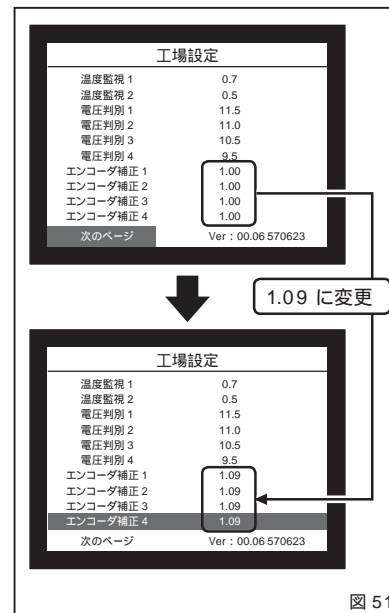 工場設定
温度監視 1 0.7
温度監視 2 0.5
電圧判別 1 11.5
電圧判別 2 11.0
電圧判別 3 10.5
電圧判別 4 9.5
エンコーダ補正 1 1.00
エンコーダ補正 2 1.00
エンコーダ補正 3 1.00
エンコーダ補正 4 1.00
次のページ Ver : 00.06 570623
1.09 に変更
工場設定
温度監視 1 0.7
温度監視 2 0.5
電圧判別 1 11.5
電圧判別 2 11.0
電圧判別 3 10.5
電圧判別 4 9.5
エンコーダ補正 1 1.09
エンコーダ補正 2 1.09
エンコーダ補正 3 1.09
エンコーダ補正 4 1.09
次のページ Ver : 00.06 570623
図 51